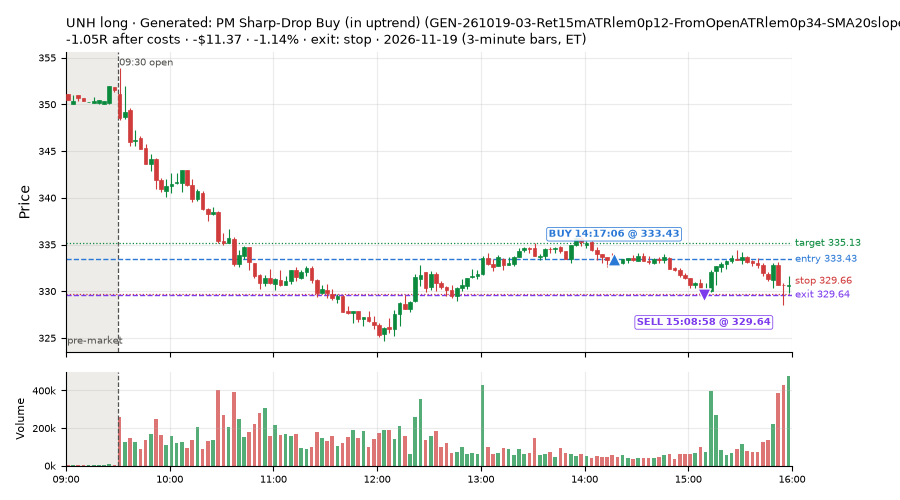 UNH long · Generated: PM Sharp-Drop Buy (in uptrend) (GEN-261019-03-Ret15mATRlem0p12-FromOpenATRlem0p34-SMA20slope
-1.05R after costs · -$11.37 · -1.14% · exit: stop · 2026-11-19 (3-minute bars, ET)
355
350
345
340
335
330
325
Price
09:30 open
pre-market
BUY 14:17:06 @ 333.43
SELL 15:08:58 @ 329.64
target 335.13
entry 333.43
stop 329.66
exit 329.64
400k
200k
0k
Volume
09:00
10:00
11:00
12:00
13:00
14:00
15:00
16:00